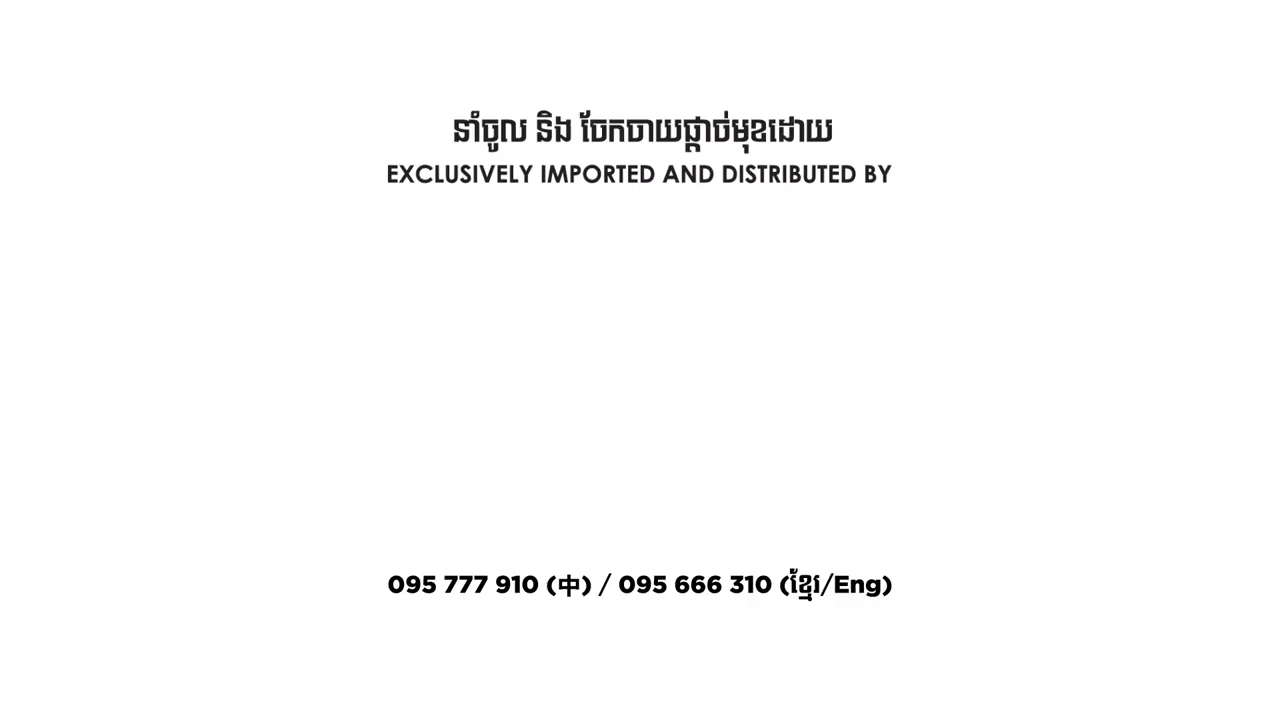 នាំចូល និង ចែកចាយផ្តាច់មុខដោយ
EXCLUSIVELY IMPORTED AND DISTRIBUTED BY
095 777 910 (中) / 095 666 310 (ខ្មែរ/Eng)